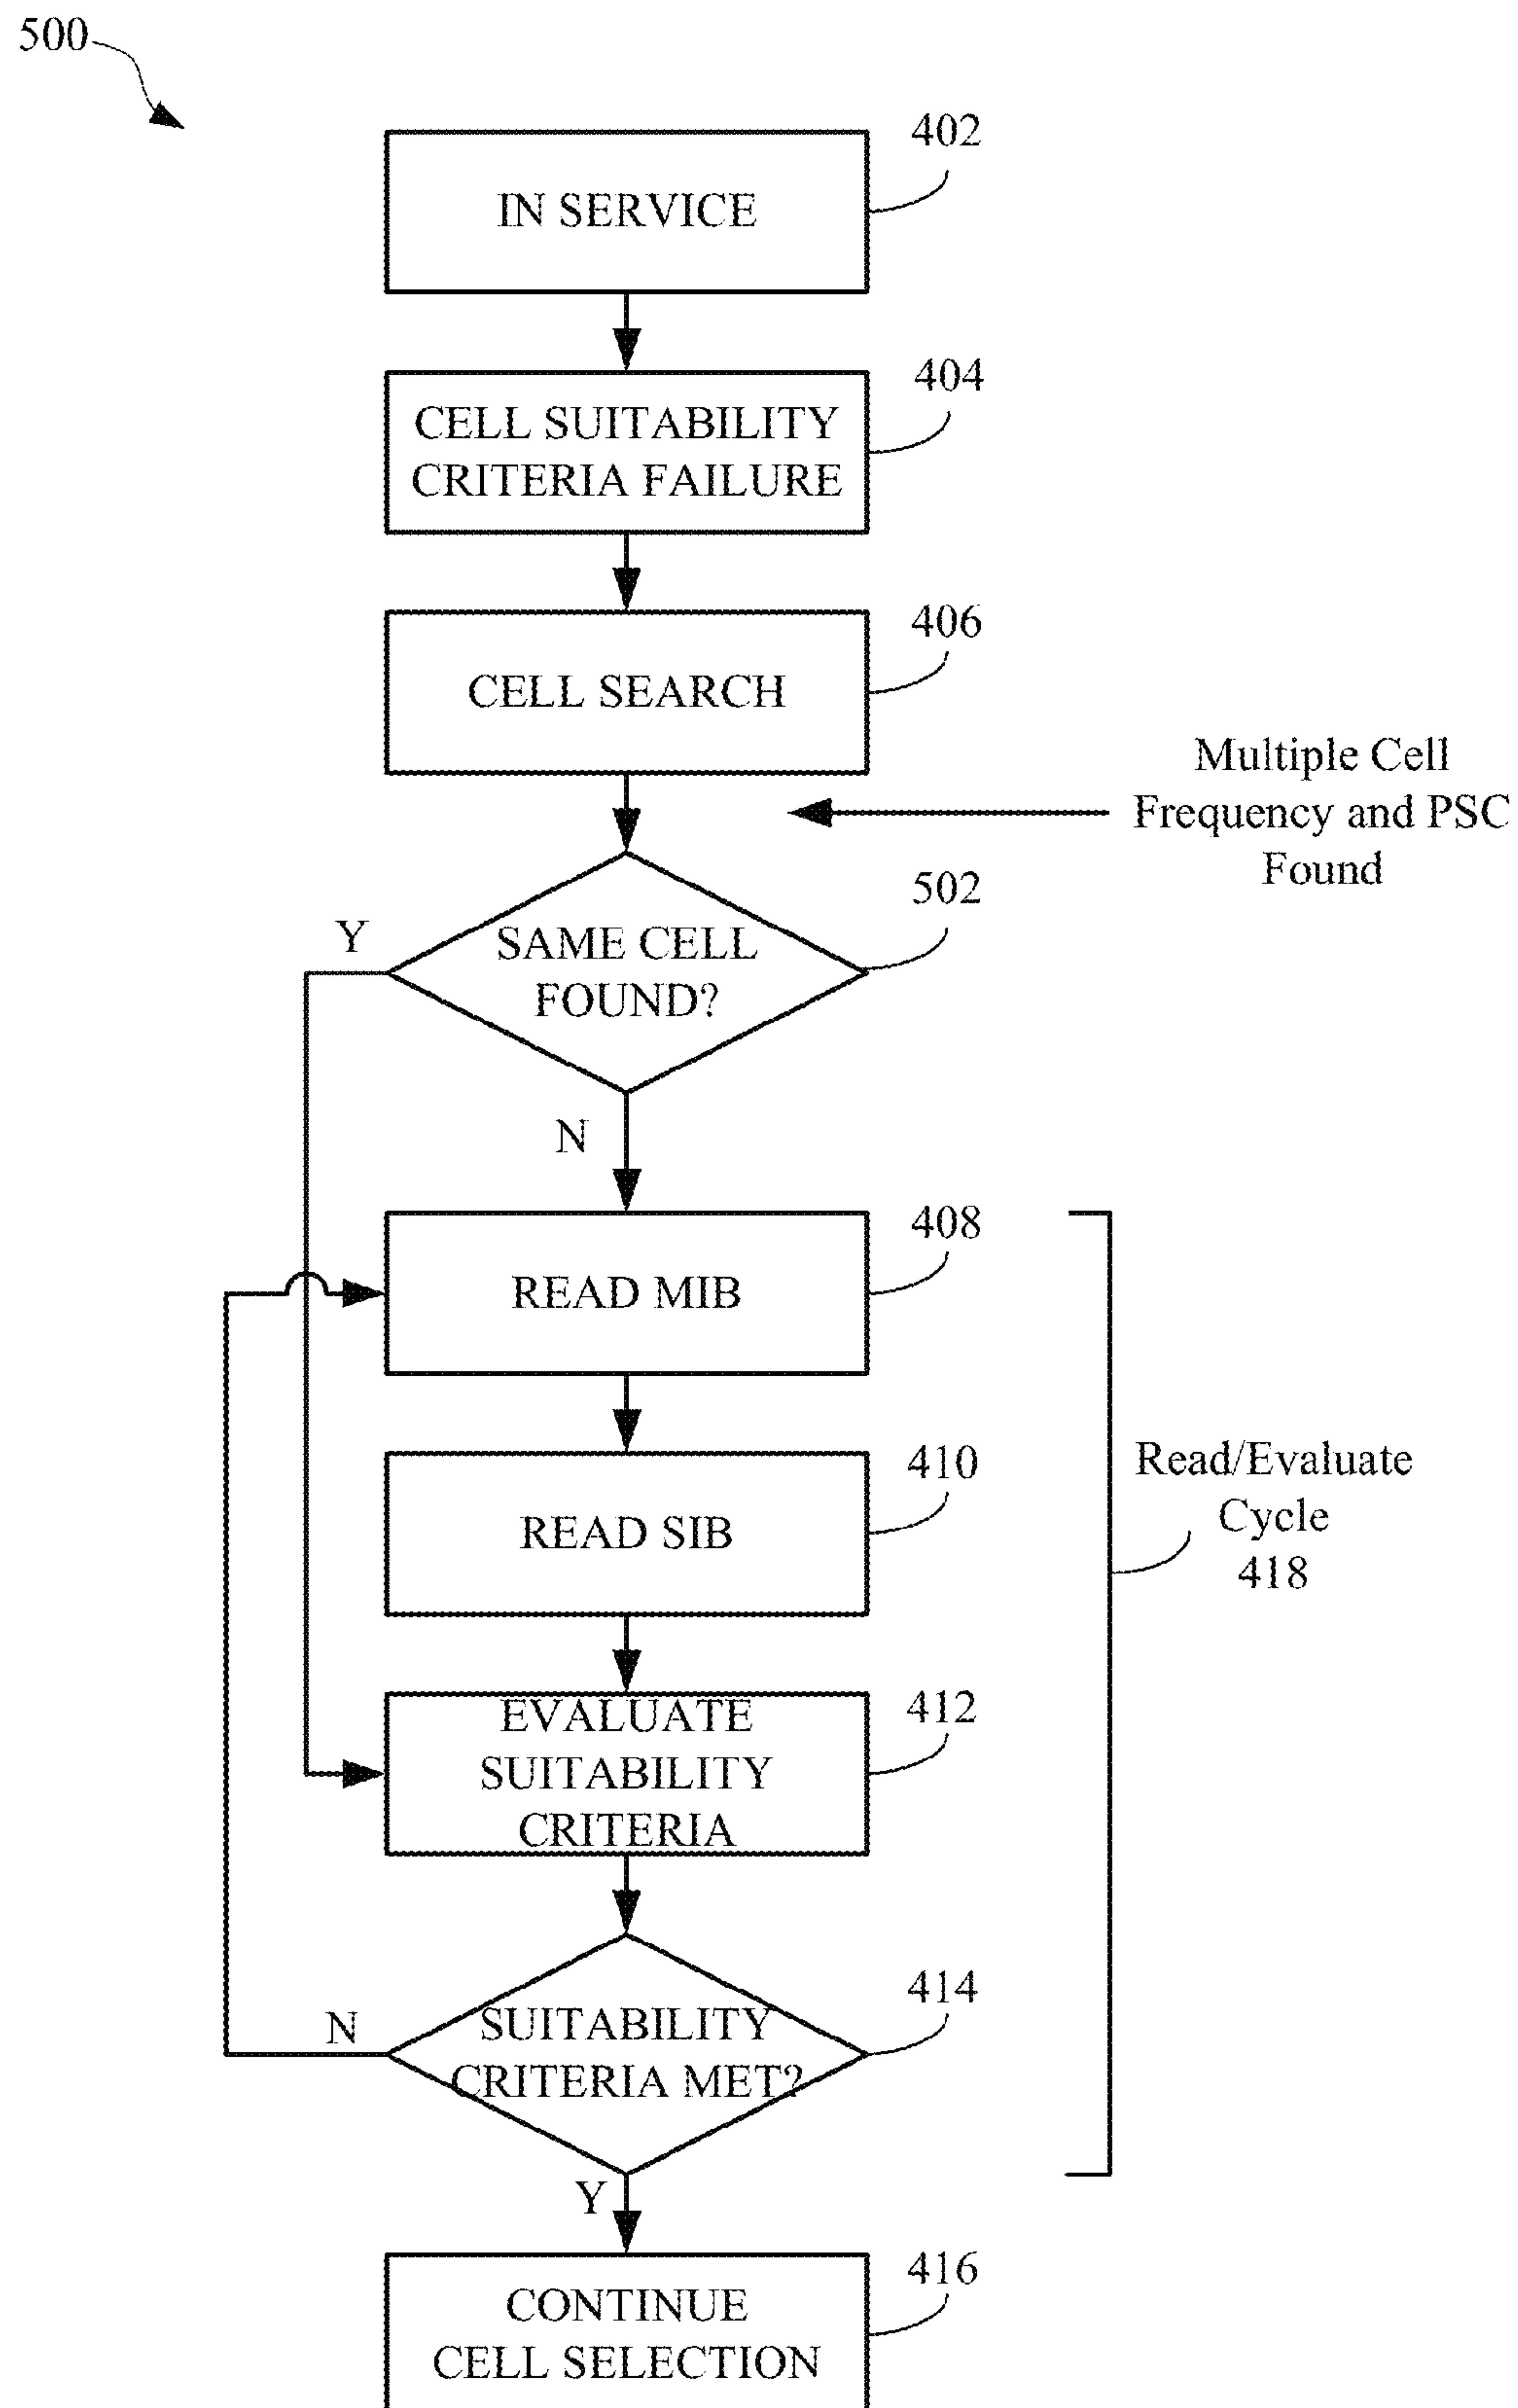 500
402
IN SERVICE
404
CELL SUITABILITY
CRITERIA FAILURE
406
CELL SEARCH
Multiple Cell
Frequency and PSC
Found
502
Y
SAME CELL
FOUND?
N
408
READ MIB
410
READ SIB
Read/Evaluate
Cycle
418
412
EVALUATE
SUITABILITY
CRITERIA
414
N
SUITABILITY
CRITERIA MET?
Y
416
CONTINUE
CELL SELECTION